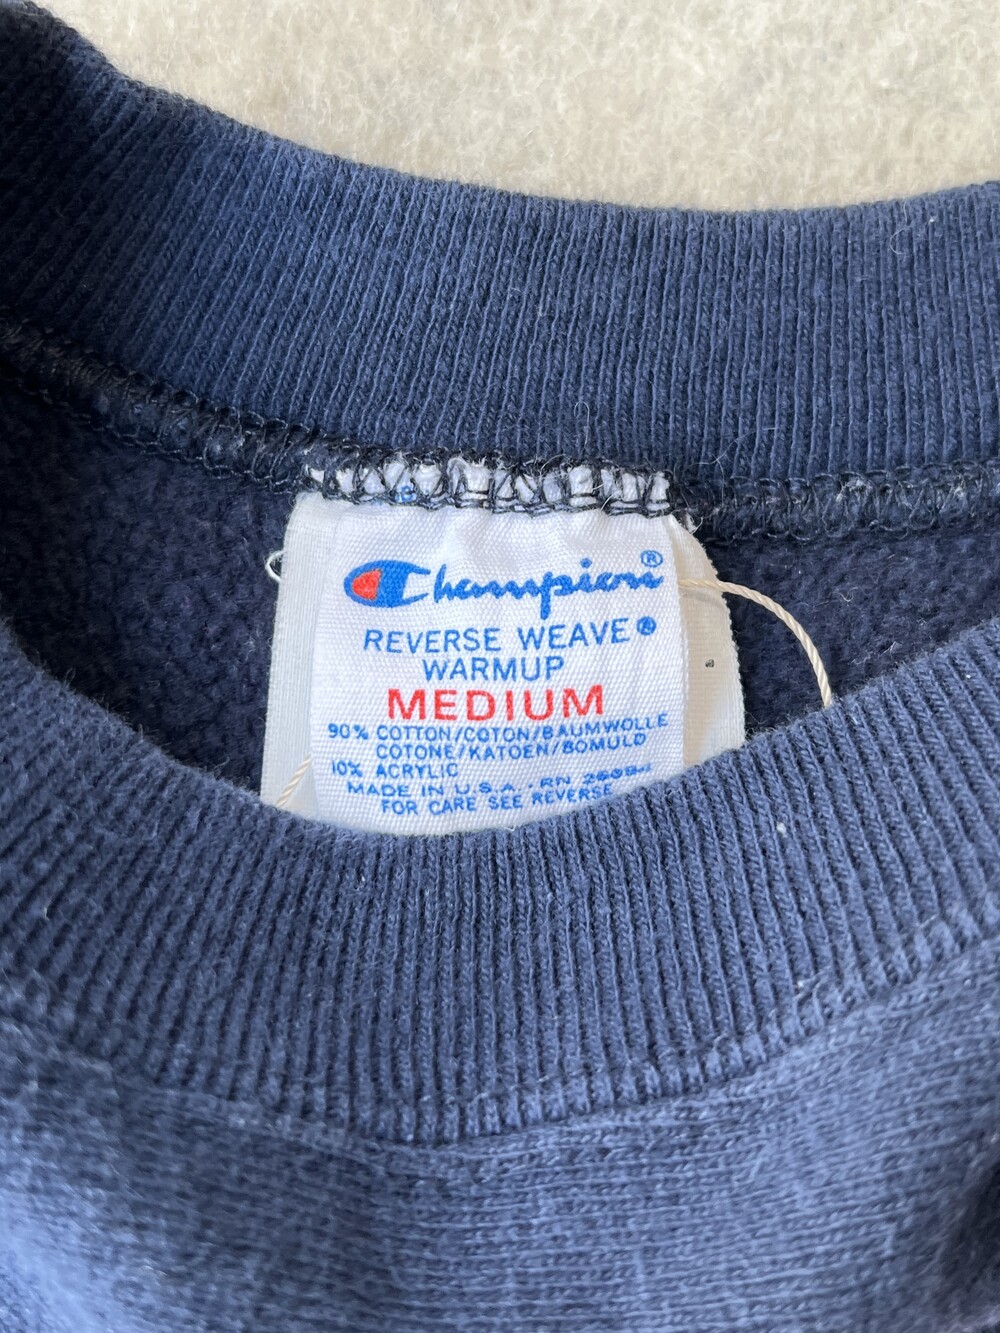 Champion®
REVERSE WEAVE®
WARMUP
MEDIUM
90% COTTON/COTON/BAUMWOLLE
COTONE/KATOEN/BOMULD
10% ACRYLIC
MADE IN U.S.A. · RN
FOR CARE SEE REVERSE